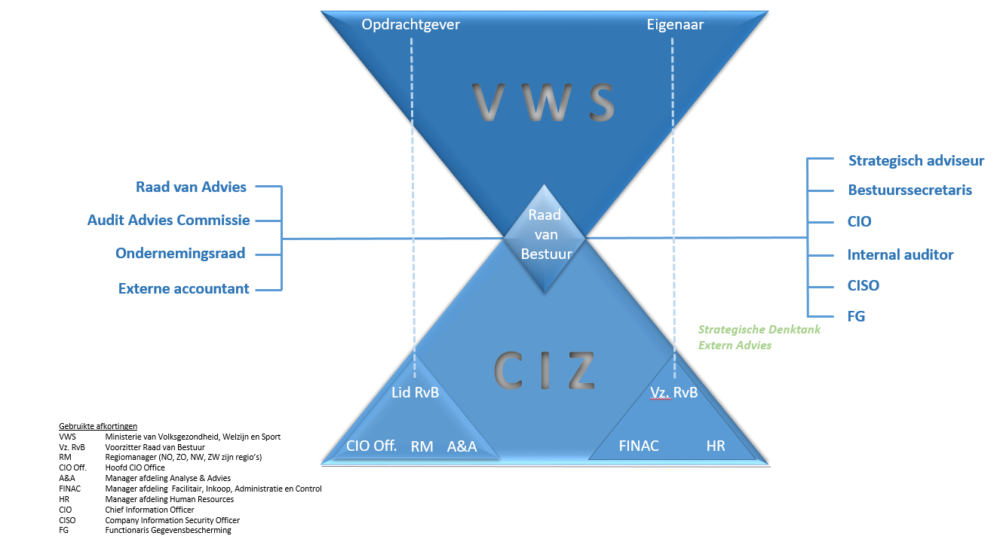 Opdrachtgever
Eigenaar
V W S
Raad
van
Bestuur
Raad van Advies
Audit Advies Commissie
Ondernemingsraad
Externe accountant
Strategisch adviseur
Bestuurssecretaris
CIO
Internal auditor
CISO
FG
Strategische Denktank
Extern Advies
C I Z
Lid RvB
CIO Off. RM A&A
Vz. RvB
FINAC HR
Gebruikte afkortingen
VWS Ministerie van Volksgezondheid, Welzijn en Sport
Vz. RvB Voorzitter Raad van Bestuur
RM Regiomanager (NO, ZO, NW, ZW zijn regio’s)
CIO Off. Hoofd CIO Office
A&A Manager afdeling Analyse & Advies
FINAC Manager afdeling Facilitair, Inkoop, Administratie en Control
HR Manager afdeling Human Resources
CIO Chief Information Officer
CISO Company Information Security Officer
FG Functionaris Gegevensbescherming